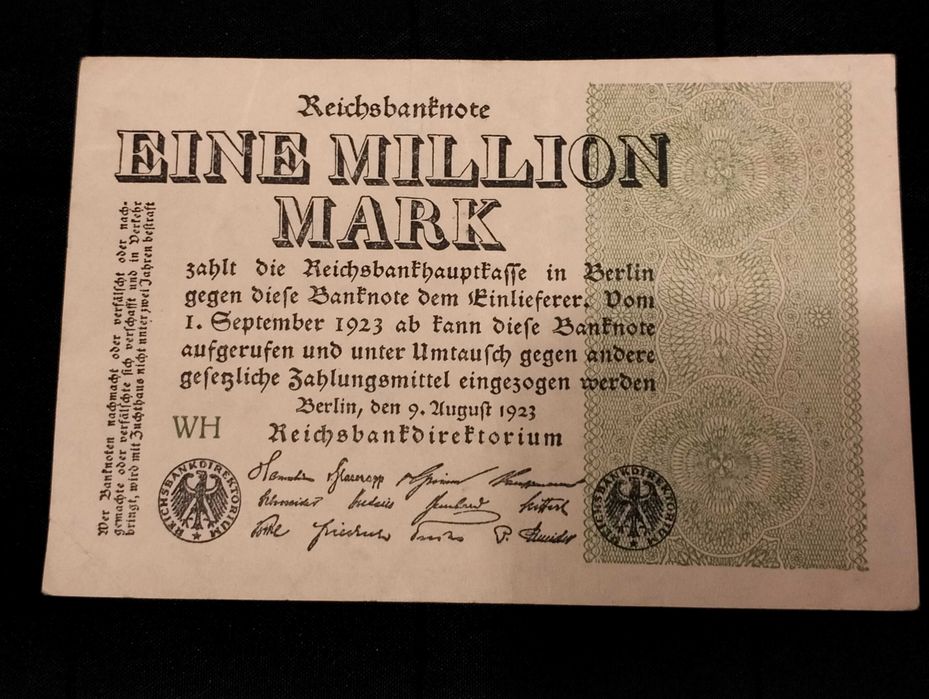 Reichsbanknote
EINE MILLION
MARK
zahlt die Reichsbankhauptkasse in Berlin
gegen diese Banknote dem Einlieferer. Vom
1. September 1923 ab kann diese Banknote
aufgerufen und unter Umtausch gegen andere
gesetzliche Zahlungsmittel eingezogen werden
Berlin, den 9. August 1923
Reichsbankdirektorium
WH
Wer Banknoten nachmacht oder verfälscht oder nach-
gemachte oder verfälschte sich verschafft und in Verkehr
bringt, wird mit Zuchthaus nicht unter zwei Jahren bestraft
REICHSBANKDIREKTORIUM
REICHSBANKDIREKTORIUM